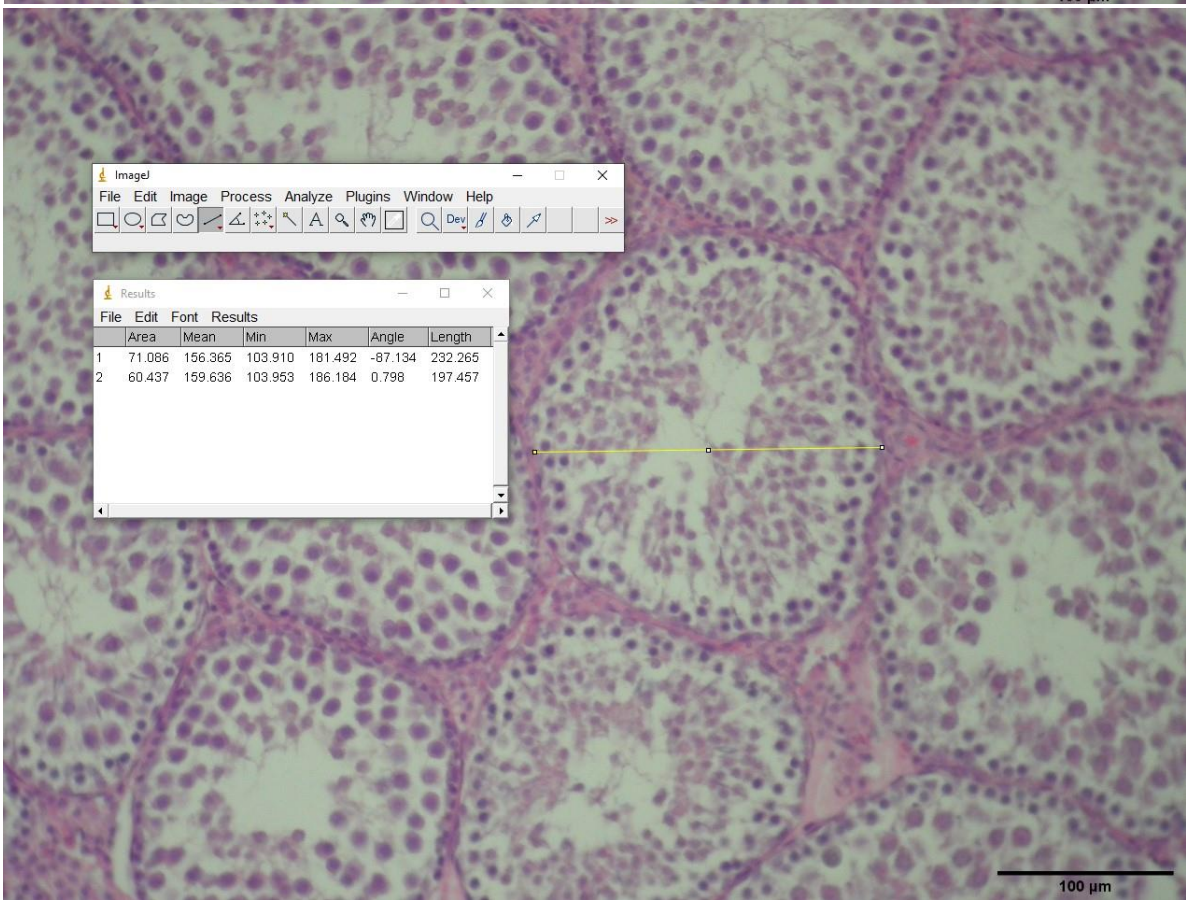 ImageJ
File Edit Image Process Analyze Plugins Window Help
A Dev >>
Results
File Edit Font Results
Area Mean Min Max Angle Length
1 71.086 156.365 103.910 181.492 -87.134 232.265
2 60.437 159.636 103.953 186.184 0.798 197.457
100 µm